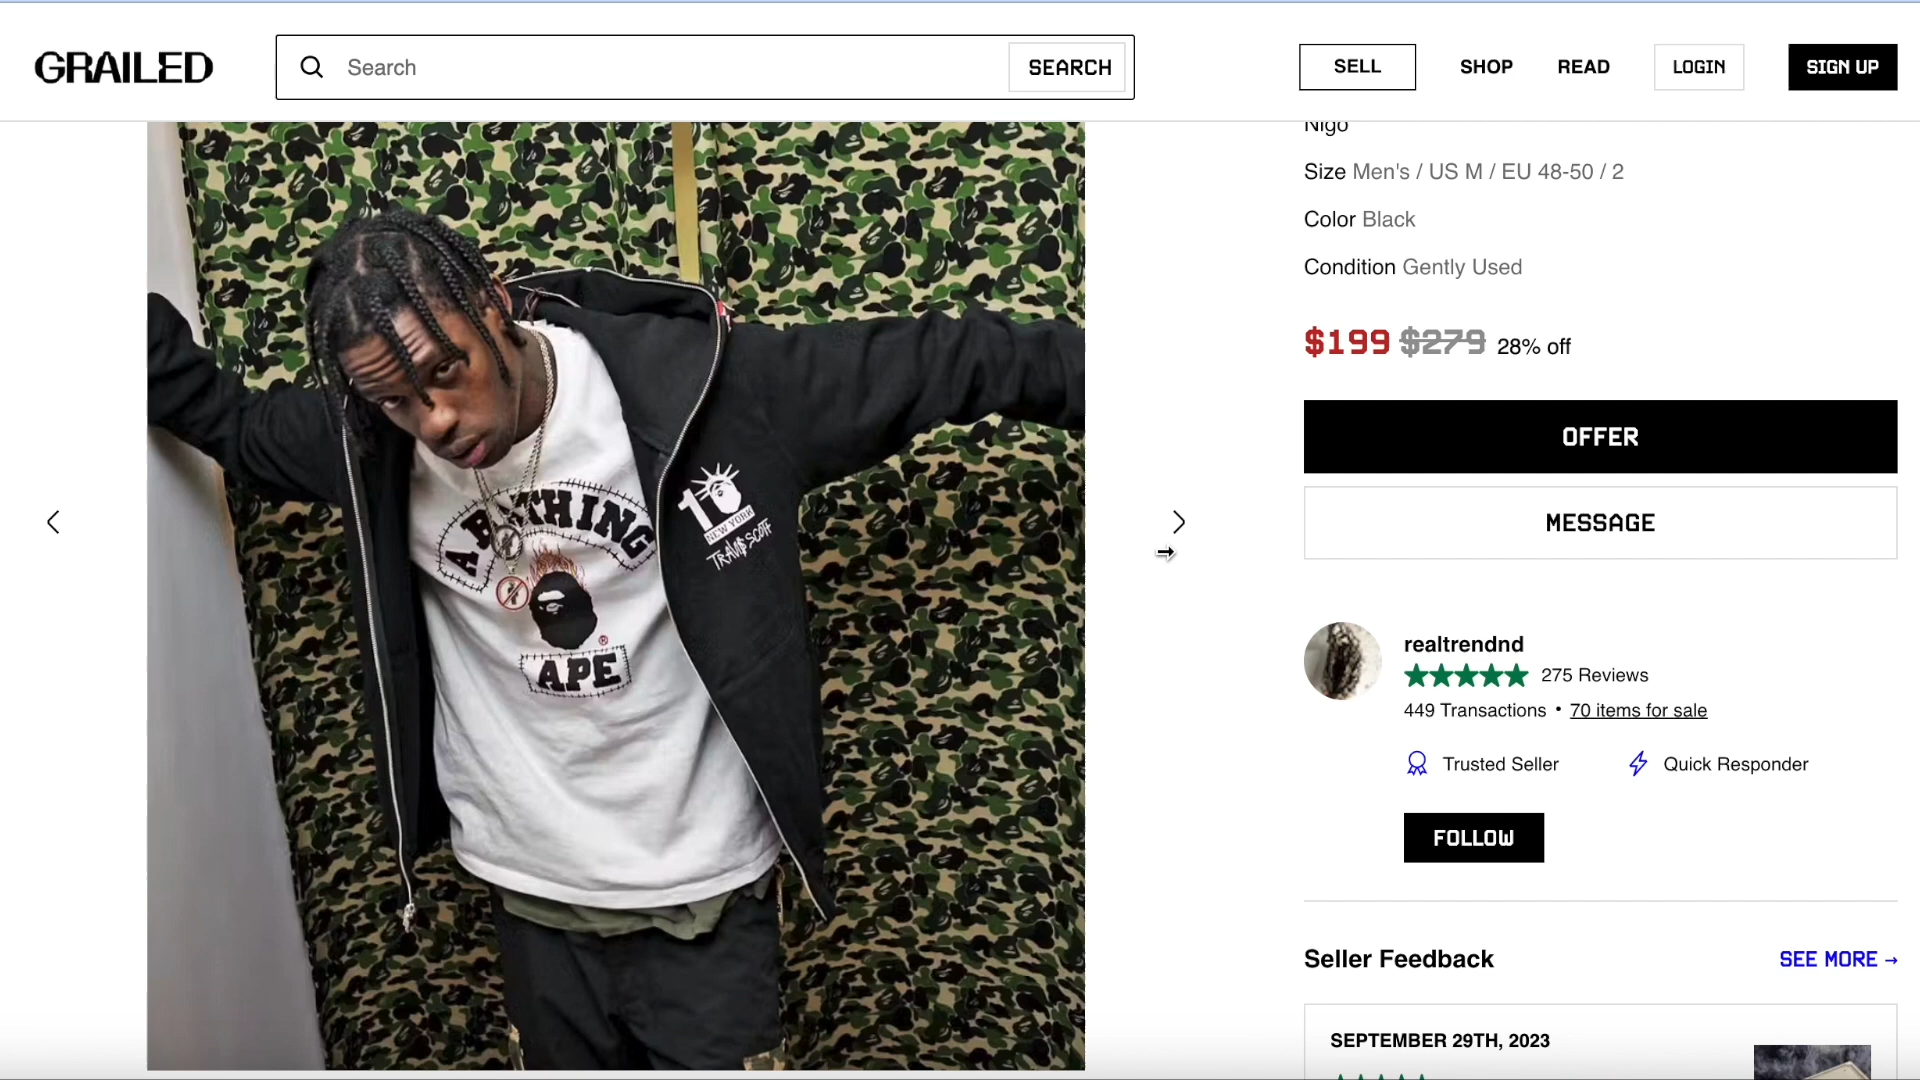 GRAILED
Search
SEARCH
SELL
SHOP
READ
LOGIN
SIGN UP
Nigo
Size Men's / US M / EU 48-50 / 2
Color Black
Condition Gently Used
$199 $279 28% off
OFFER
MESSAGE
realtrendnd
275 Reviews
449 Transactions • 70 items for sale
Trusted Seller
Quick Responder
FOLLOW
Seller Feedback
SEE MORE →
SEPTEMBER 29TH, 2023
10
NEW YORK
TRAVI$ SCOTT
APE